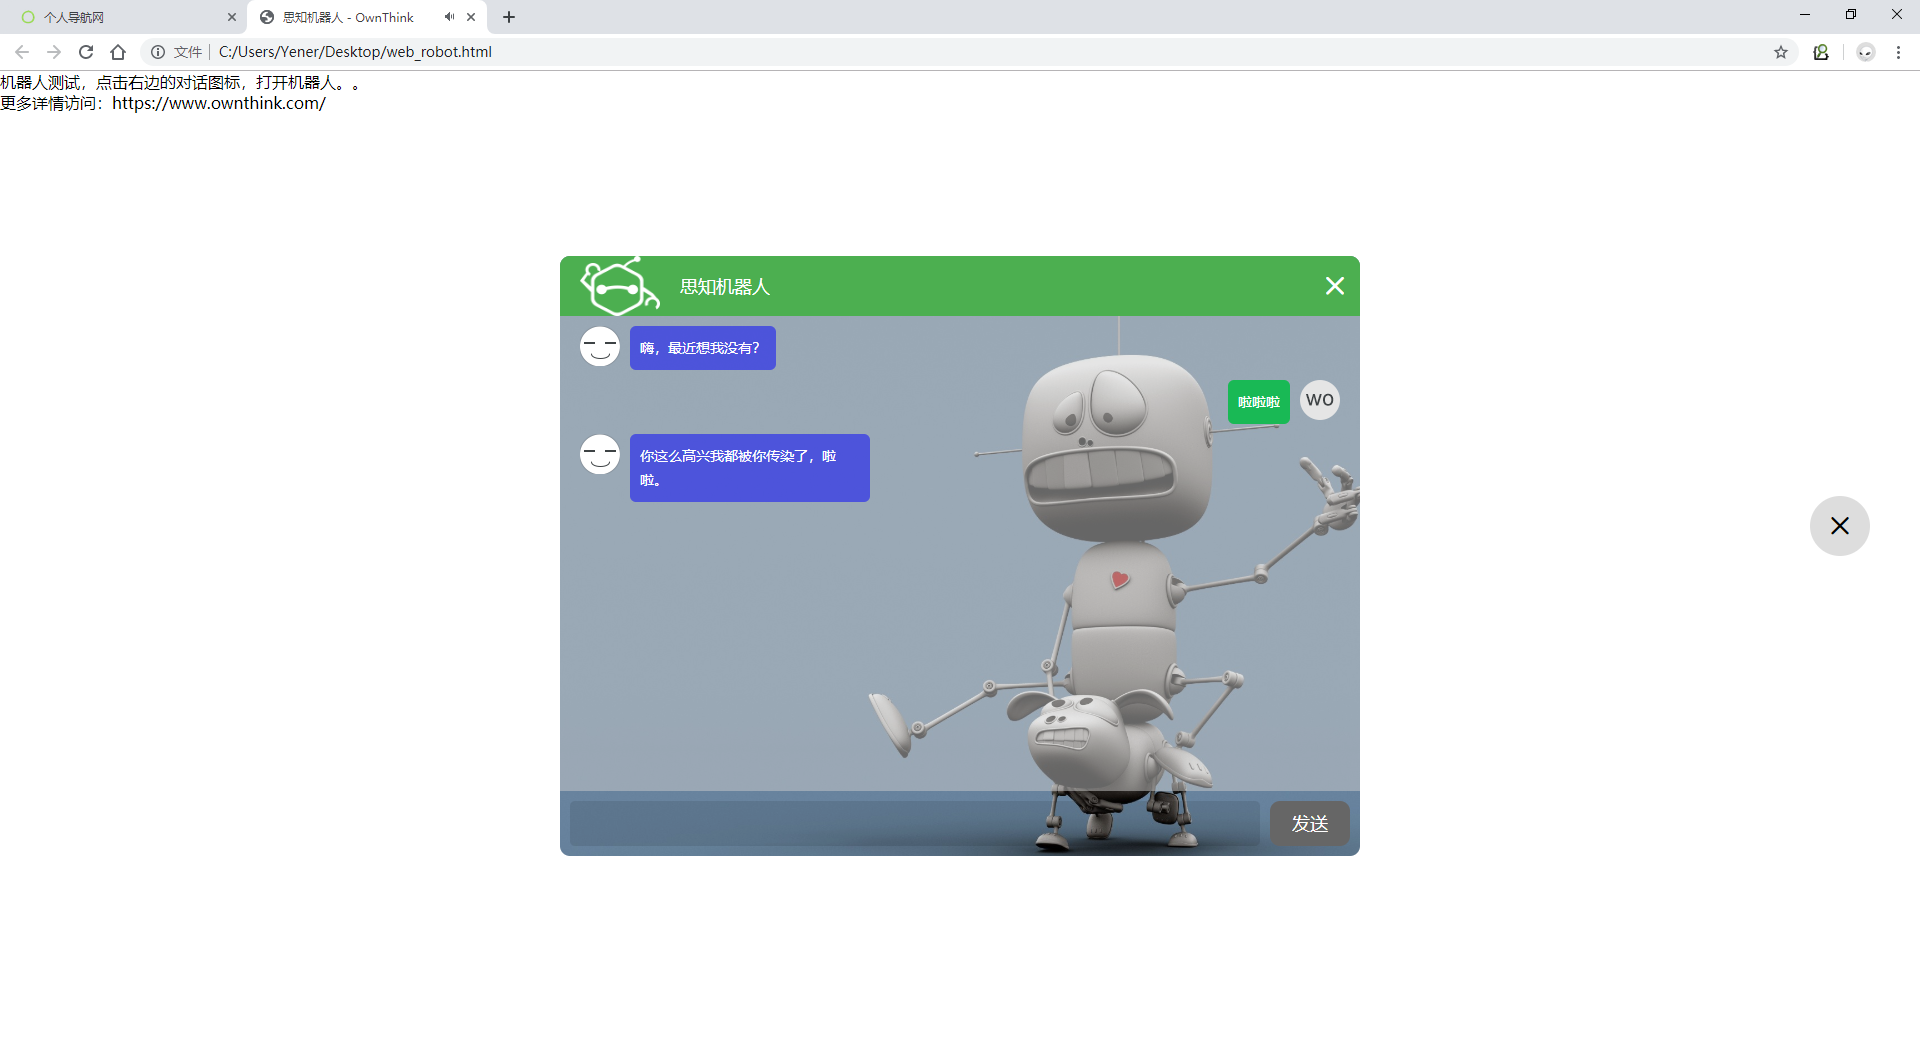 个人导航网
思知机器人 - OwnThink
文件
C:/Users/Yener/Desktop/web_robot.html
机器人测试，点击右边的对话图标，打开机器人。。
更多详情访问：https://www.ownthink.com/
思知机器人
嗨，最近想我没有？
啦啦啦
WO
你这么高兴我都被你传染了，啦
啦。
发送